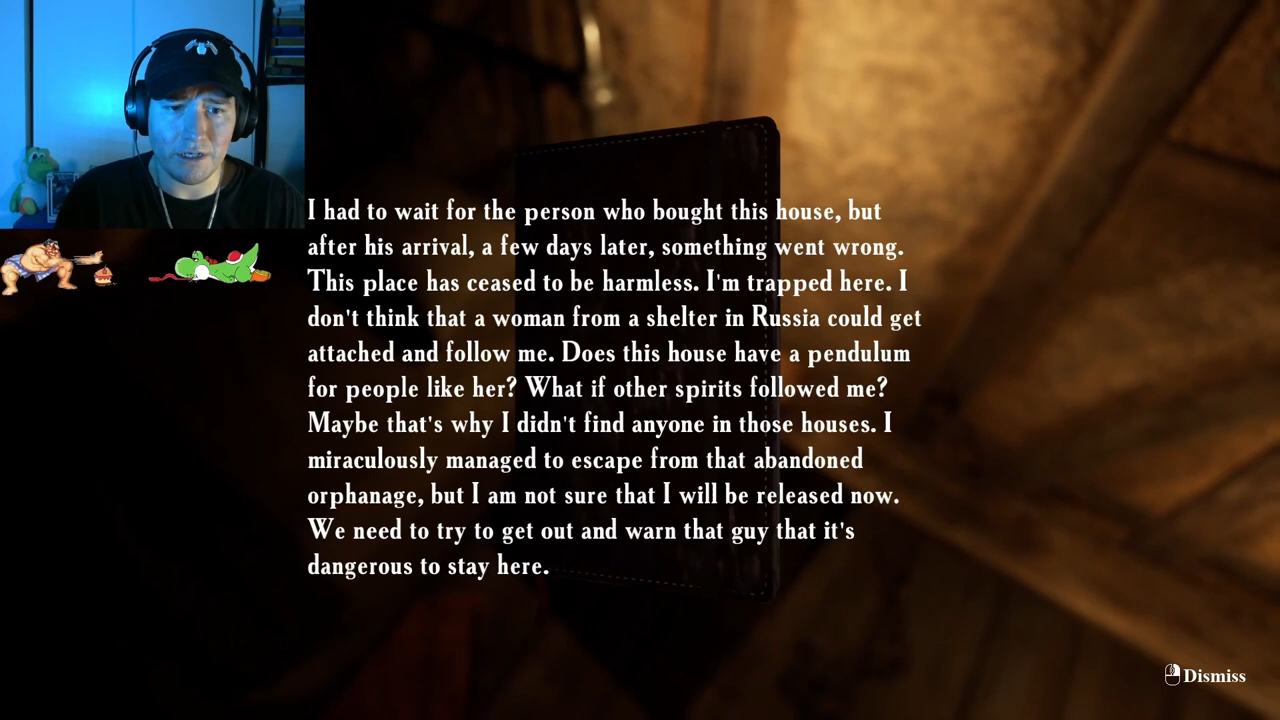 I had to wait for the person who bought this house, but
after his arrival, a few days later, something went wrong.
This place has ceased to be harmless. I'm trapped here. I
don't think that a woman from a shelter in Russia could get
attached and follow me. Does this house have a pendulum
for people like her? What if other spirits followed me?
Maybe that's why I didn't find anyone in those houses. I
miraculously managed to escape from that abandoned
orphanage, but I am not sure that I will be released now.
We need to try to get out and warn that guy that it's
dangerous to stay here.
Dismiss